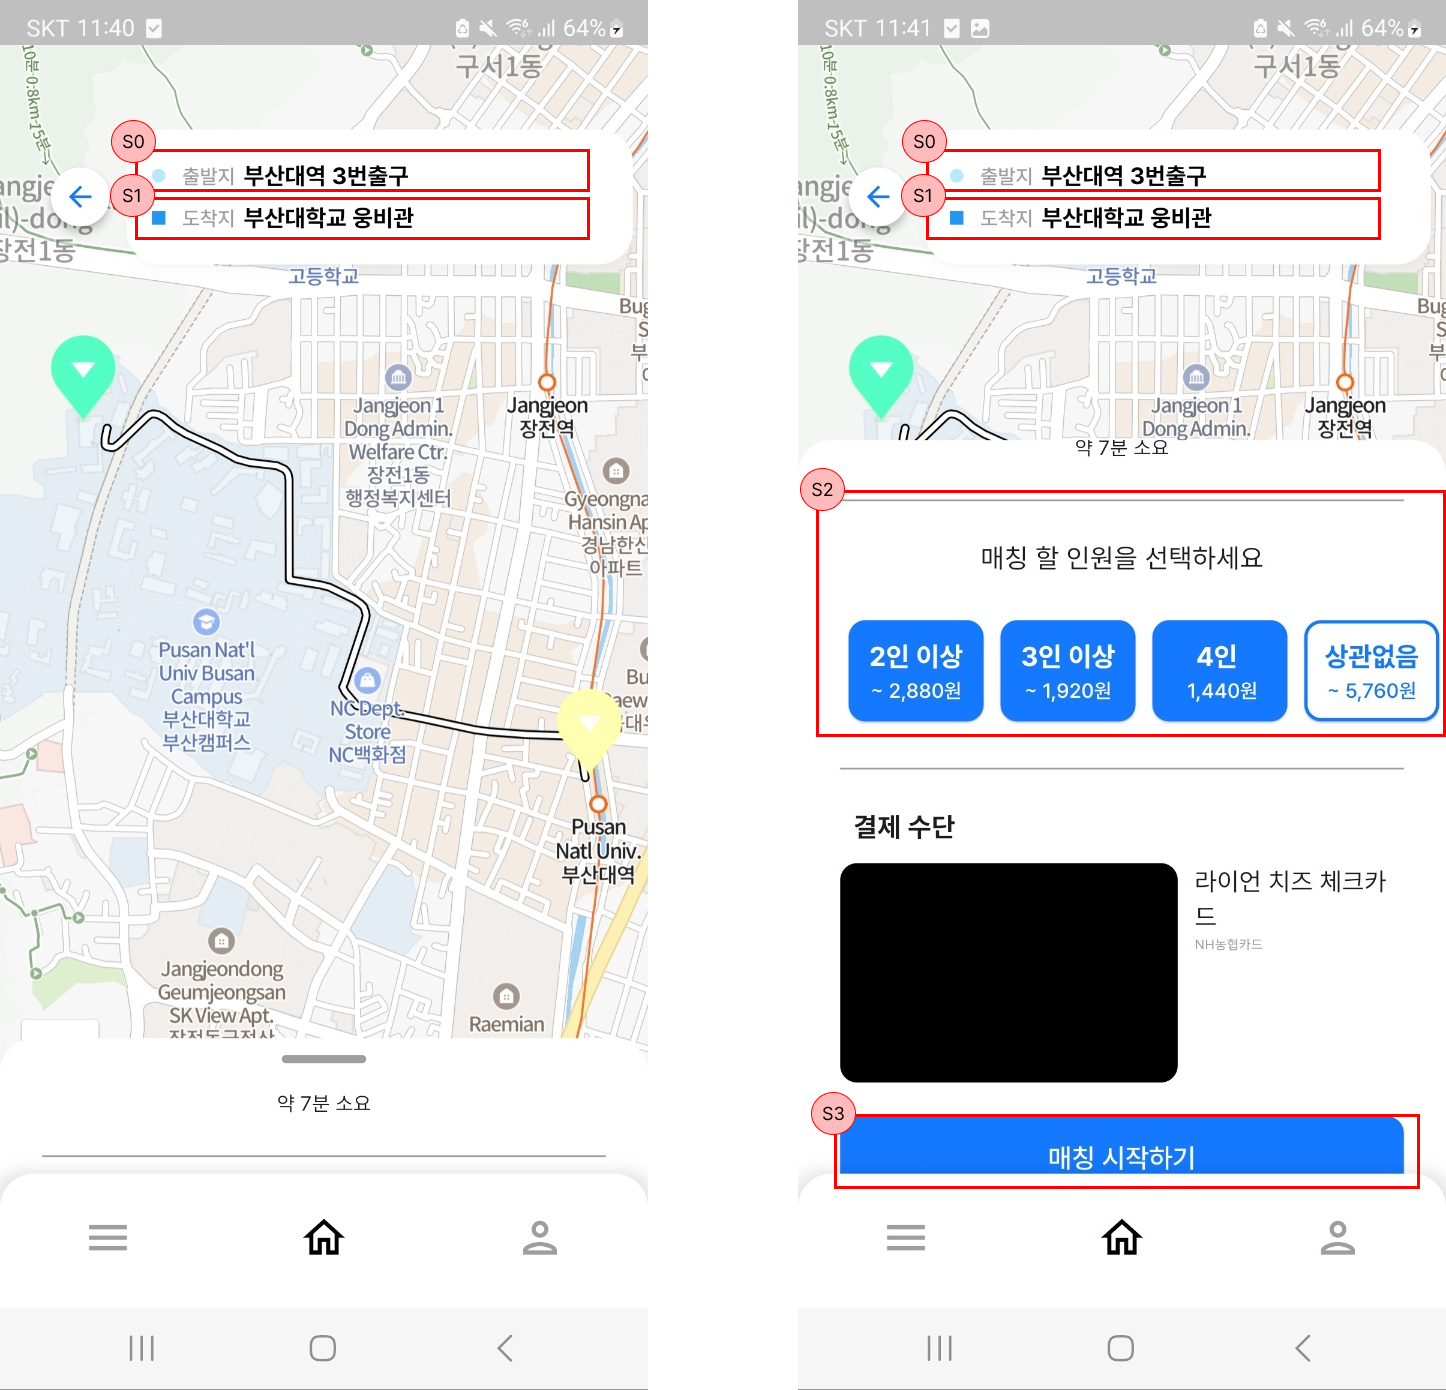 SKT 11:40
64%
구서1동
10분·0.8km·15분→
S0
출발지 부산대역 3번출구
S1
도착지 부산대학교 웅비관
장전1동
고등학교
Jangjeon 1
Dong Admin.
Welfare Ctr.
장전1동
행정복지센터
Jangjeon
장전역
Hansin Ap
경남한신
아파트
Pusan Nat'l
Univ Busan
Campus
부산대학교
부산캠퍼스
NC Dept.
Store
NC백화점
Pusan
Natl Univ.
부산대역
Jangjeondong
Geumjeongsan
SK View Apt.
Raemian
약 7분 소요
SKT 11:41
64%
구서1동
10분·0.8km·15분→
S0
출발지 부산대역 3번출구
S1
도착지 부산대학교 웅비관
장전1동
고등학교
Jangjeon 1
Dong Admin.
Jangjeon
장전역
약 7분 소요
S2
매칭 할 인원을 선택하세요
2인 이상 3인 이상 4인 상관없음
~ 2,880원 ~ 1,920원 1,440원 ~ 5,760원
결제 수단
라이언 치즈 체크카
드
NH농협카드
S3
매칭 시작하기